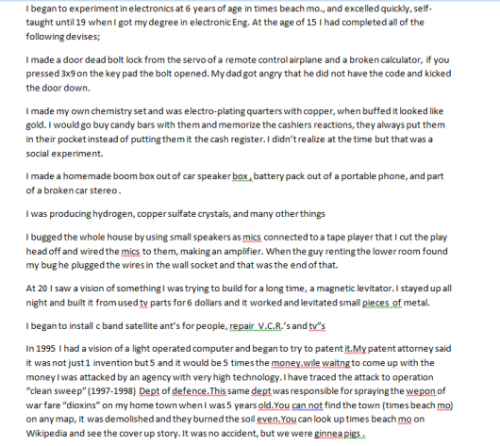 I began to experiment in electronics at 6 years of age in times beach mo., and excelled quickly, self-
taught until 19 when I got my degree in electronic Eng. At the age of 15 I had completed all of the
following devises;
I made a door dead bolt lock from the servo of a remote control airplane and a broken calculator, if you
pressed 3x9 on the key pad the bolt opened. My dad got angry that he did not have the code and kicked
the door down.
I made my own chemistry set and was electro-plating quarters with copper, when buffed it looked like
gold. I would go buy candy bars with them and memorize the cashiers reactions, they always put them
in their pocket instead of putting them it the cash register. I didn't realize at the time but that was a
social experiment.
I made a homemade boom box out of car speaker box , battery pack out of a portable phone, and part
of a broken car stereo .
I was producing hydrogen, copper sulfate crystals, and many other things
I bugged the whole house by using small speakers as mics connected to a tape player that I cut the play
head off and wired the mics to them, making an amplifier. When the guy renting the lower room found
my bug he plugged the wires in the wall socket and that was the end of that.
At 20 I saw a vision of something I was trying to build for a long time, a magnetic levitator. I stayed up all
night and built it from used tv parts for 6 dollars and it worked and levitated small pieces of metal.
I began to install c band satellite ant's for people, repair V.C.R.'s and tv"s
In 1995 I had a vision of a light operated computer and began to try to patent it.My patent attorney said
it was not just 1 invention but 5 and it would be 5 times the money.wile waitng to come up with the
money I was attacked by an agency with very high technology. I have traced the attack to operation
"clean sweep" (1997-1998) Dept of defence.This same dept was responsible for spraying the wepon of
war fare "dioxins" on my home town when I was 5 years old.You can not find the town (times beach mo)
on any map, it was demolished and they burned the soil even.You can look up times beach mo on
Wikipedia and see the cover up story. It was no accident, but we were ginnea pigs .